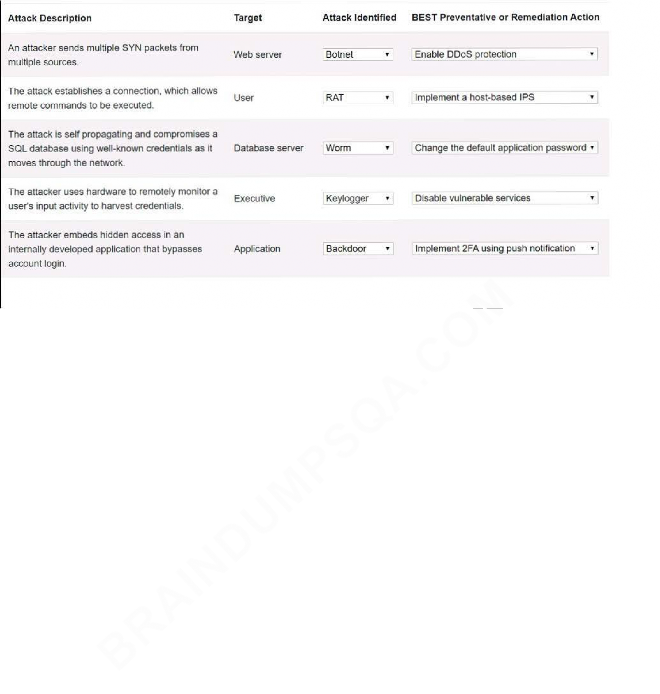 Attack Description Target Attack Identified BEST Preventative or Remediation Action
An attacker sends multiple SYN packets from
multiple sources.
Web server Botnet Enable DDoS protection
The attack establishes a connection, which allows
remote commands to be executed.
User RAT Implement a host-based IPS
The attack is self propagating and compromises a
SQL database using well-known credentials as it
moves through the network.
Database server Worm Change the default application password
The attacker uses hardware to remotely monitor a
user's input activity to harvest credentials.
Executive Keylogger Disable vulnerable services
The attacker embeds hidden access in an
internally developed application that bypasses
account login.
Application Backdoor Implement 2FA using push notification
BRAINDUMPSQA.COM